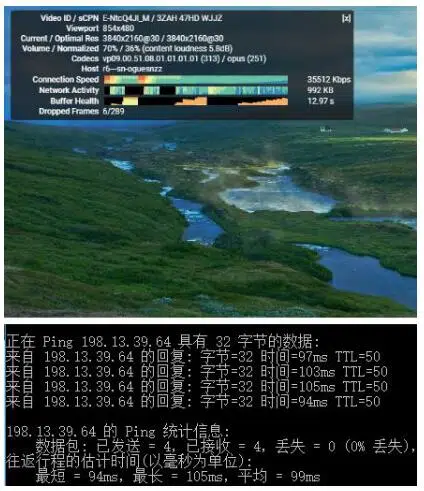 Video ID / sCPN E-NtcQ4JI_M / 3ZAH 47HD WJJZ [x]
Viewport 854x480
Current / Optimal Res 3840x2160@30 / 3840x2160@30
Volume / Normalized 70% / 36% (content loudness 5.8dB)
Codecs vp09.00.51.08.01.01.01.01 (313) / opus (251)
Host r6---sn-oguesnzz
Connection Speed 35512 Kbps
Network Activity 992 KB
Buffer Health 12.97 s
Dropped Frames 6/289
正在 Ping 198.13.39.64 具有 32 字节的数据:
来自 198.13.39.64 的回复: 字节=32 时间=97ms TTL=50
来自 198.13.39.64 的回复: 字节=32 时间=103ms TTL=50
来自 198.13.39.64 的回复: 字节=32 时间=105ms TTL=50
来自 198.13.39.64 的回复: 字节=32 时间=94ms TTL=50
198.13.39.64 的 Ping 统计信息:
数据包: 已发送 = 4，已接收 = 4，丢失 = 0 (0% 丢失)，
往返行程的估计时间(以毫秒为单位):
最短 = 94ms，最长 = 105ms，平均 = 99ms